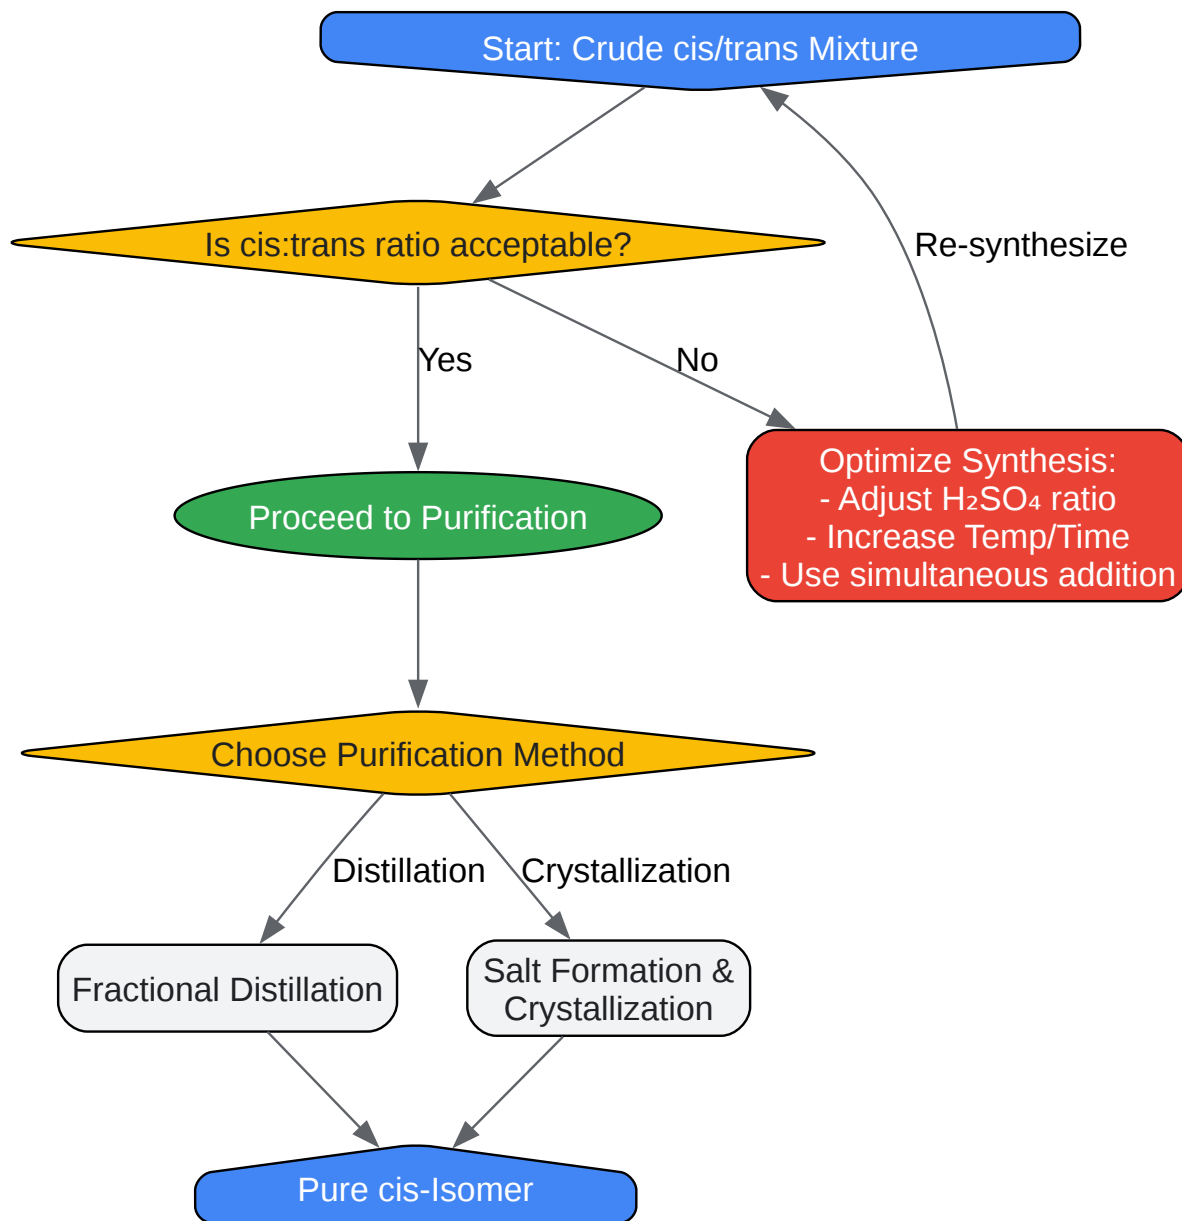 Start: Crude cis/trans Mixture
Is cis:trans ratio acceptable?
Re-synthesize
Yes
No
Optimize Synthesis:
- Adjust H₂SO₄ ratio
- Increase Temp/Time
- Use simultaneous addition
Proceed to Purification
Choose Purification Method
Distillation
Crystallization
Fractional Distillation
Salt Formation &
Crystallization
Pure cis-Isomer